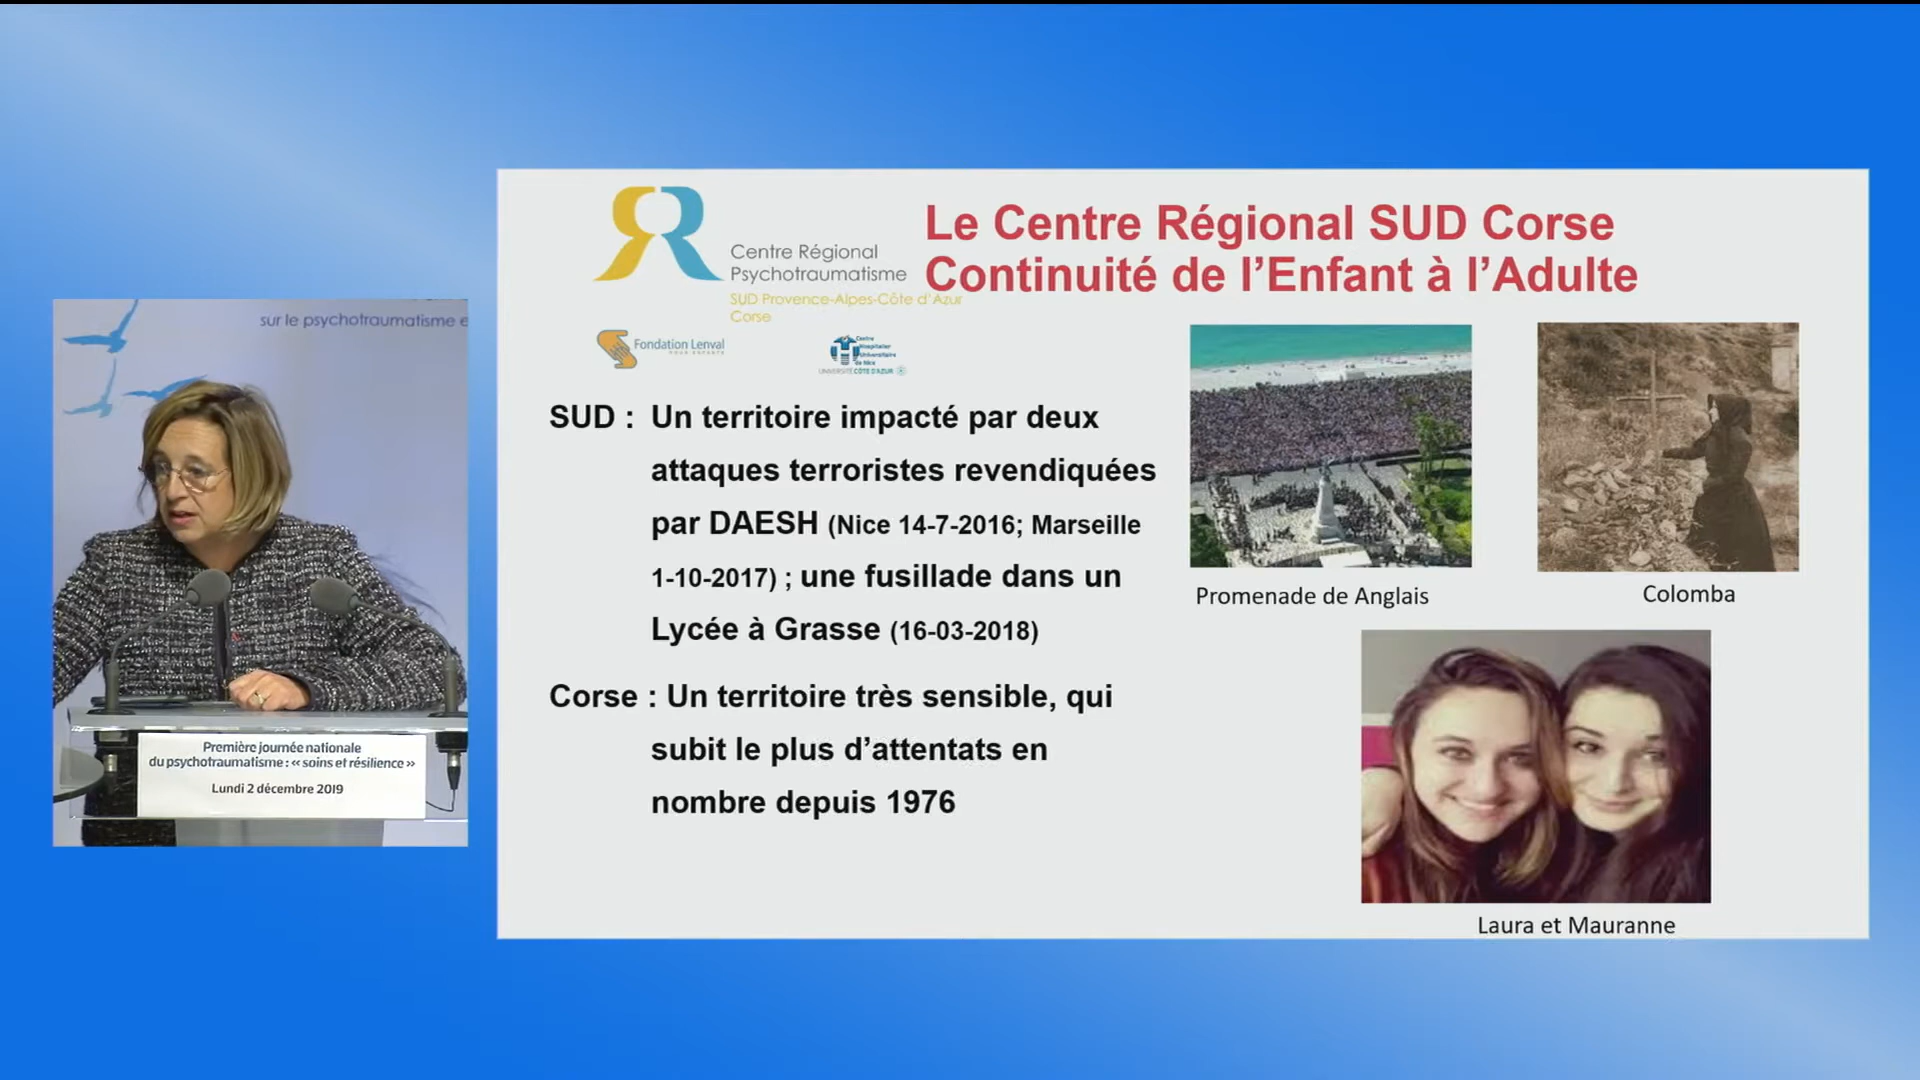 sur le psychotraumatisme e
Première journée nationale
du psychotraumatisme : « soins et résilience »
Lundi 2 décembre 2019
Centre Régional
Psychotraumatisme
SUD Provence-Alpes-Côte d'Azur
Corse
Fondation Lenval
POUR ENFANTS
Centre
Hospitalier
Universitaire
de Nice
UNIVERSITÉ CÔTE D'AZUR
Le Centre Régional SUD Corse
Continuité de l’Enfant à l’Adulte
SUD : Un territoire impacté par deux
attaques terroristes revendiquées
par DAESH (Nice 14-7-2016; Marseille
1-10-2017) ; une fusillade dans un
Lycée à Grasse (16-03-2018)
Corse : Un territoire très sensible, qui
subit le plus d’attentats en
nombre depuis 1976
Promenade de Anglais
Colomba
Laura et Mauranne